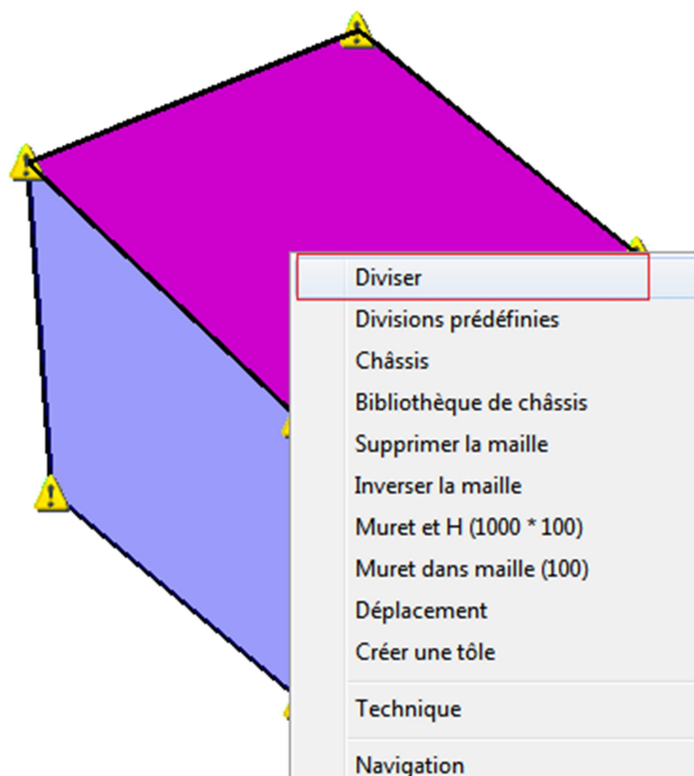 Diviser
Divisions prédéfinies
Châssis
Bibliothèque de châssis
Supprimer la maille
Inverser la maille
Muret et H (1000 * 100)
Muret dans maille (100)
Déplacement
Créer une tôle
Technique
Navigation